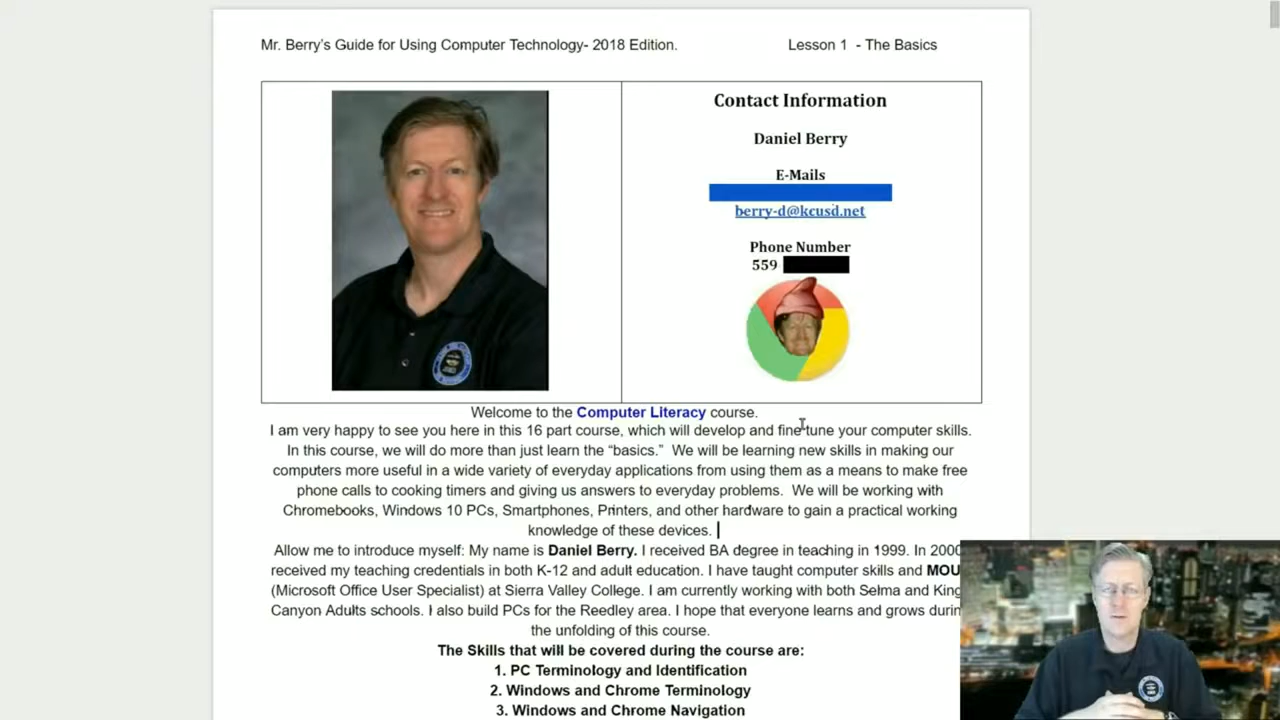 Mr. Berry's Guide for Using Computer Technology- 2018 Edition. Lesson 1 - The Basics
Contact Information
Daniel Berry
E-Mails
berry-d@kcusd.net
Phone Number
559
Welcome to the Computer Literacy course.
I am very happy to see you here in this 16 part course, which will develop and fine tune your computer skills.
In this course, we will do more than just learn the “basics.” We will be learning new skills in making our
computers more useful in a wide variety of everyday applications from using them as a means to make free
phone calls to cooking timers and giving us answers to everyday problems. We will be working with
Chromebooks, Windows 10 PCs, Smartphones, Printers, and other hardware to gain a practical working
knowledge of these devices.
Allow me to introduce myself: My name is Daniel Berry. I received BA degree in teaching in 1999. In 2000
received my teaching credentials in both K-12 and adult education. I have taught computer skills and MOU
(Microsoft Office User Specialist) at Sierra Valley College. I am currently working with both Selma and King
Canyon Adults schools. I also build PCs for the Reedley area. I hope that everyone learns and grows durin
the unfolding of this course.
The Skills that will be covered during the course are:
1. PC Terminology and Identification
2. Windows and Chrome Terminology
3. Windows and Chrome Navigation